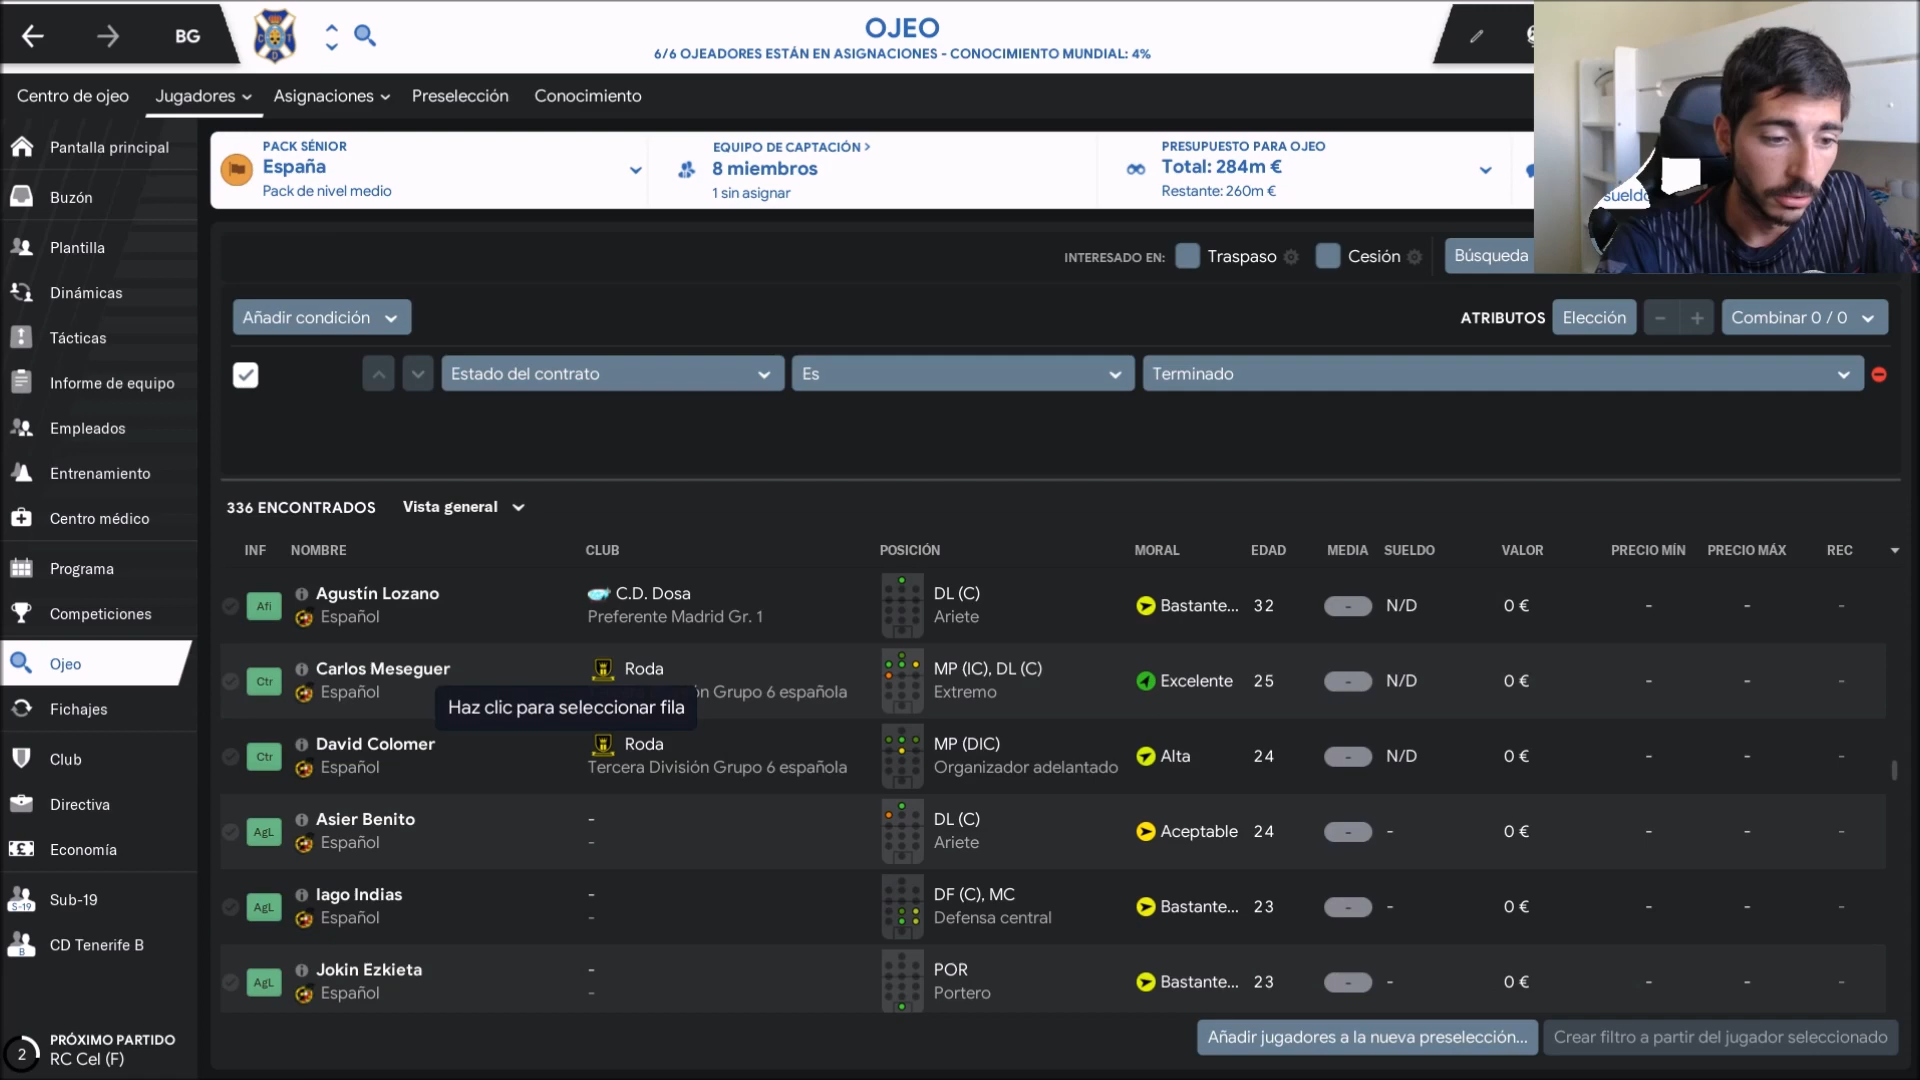 BG
OJEO
6/6 OJEADORES ESTÁN EN ASIGNACIONES - CONOCIMIENTO MUNDIAL: 4%
Centro de ojeo
Jugadores
Asignaciones
Preselección
Conocimiento
Pantalla principal
Buzón
Plantilla
Dinámicas
Tácticas
Informe de equipo
Empleados
Entrenamiento
Centro médico
Programa
Competiciones
Ojeo
Fichajes
Club
Directiva
Economía
S-19
Sub-19
B
CD Tenerife B
2
PRÓXIMO PARTIDO
RC Cel (F)
PACK SÉNIOR
España
Pack de nivel medio
EQUIPO DE CAPTACIÓN >
8 miembros
1 sin asignar
PRESUPUESTO PARA OJEO
Total: 284m €
Restante: 260m €
sueldo
INTERESADO EN:
Traspaso
Cesión
Búsqueda
Añadir condición
ATRIBUTOS
Elección
- +
Combinar 0 / 0
Estado del contrato
Es
Terminado
336 ENCONTRADOS
Vista general
INF NOMBRE CLUB POSICIÓN MORAL EDAD MEDIA SUELDO VALOR PRECIO MÍN PRECIO MÁX REC
Afi Agustín Lozano C.D. Dosa DL (C) Bastante... 32 - N/D 0 € - - -
Español Preferente Madrid Gr. 1 Ariete
Ctr Carlos Meseguer Roda MP (IC), DL (C) Excelente 25 - N/D 0 € - - -
Español ón Grupo 6 española Extremo
Haz clic para seleccionar fila
Ctr David Colomer Roda MP (DIC) Alta 24 - N/D 0 € - - -
Español Tercera División Grupo 6 española Organizador adelantado
AgL Asier Benito - DL (C) Aceptable 24 - - 0 € - - -
Español - Ariete
AgL Iago Indias - DF (C), MC Bastante... 23 - - 0 € - - -
Español - Defensa central
AgL Jokin Ezkieta - POR Bastante... 23 - - 0 € - - -
Español - Portero
Añadir jugadores a la nueva preselección...
Crear filtro a partir del jugador seleccionado